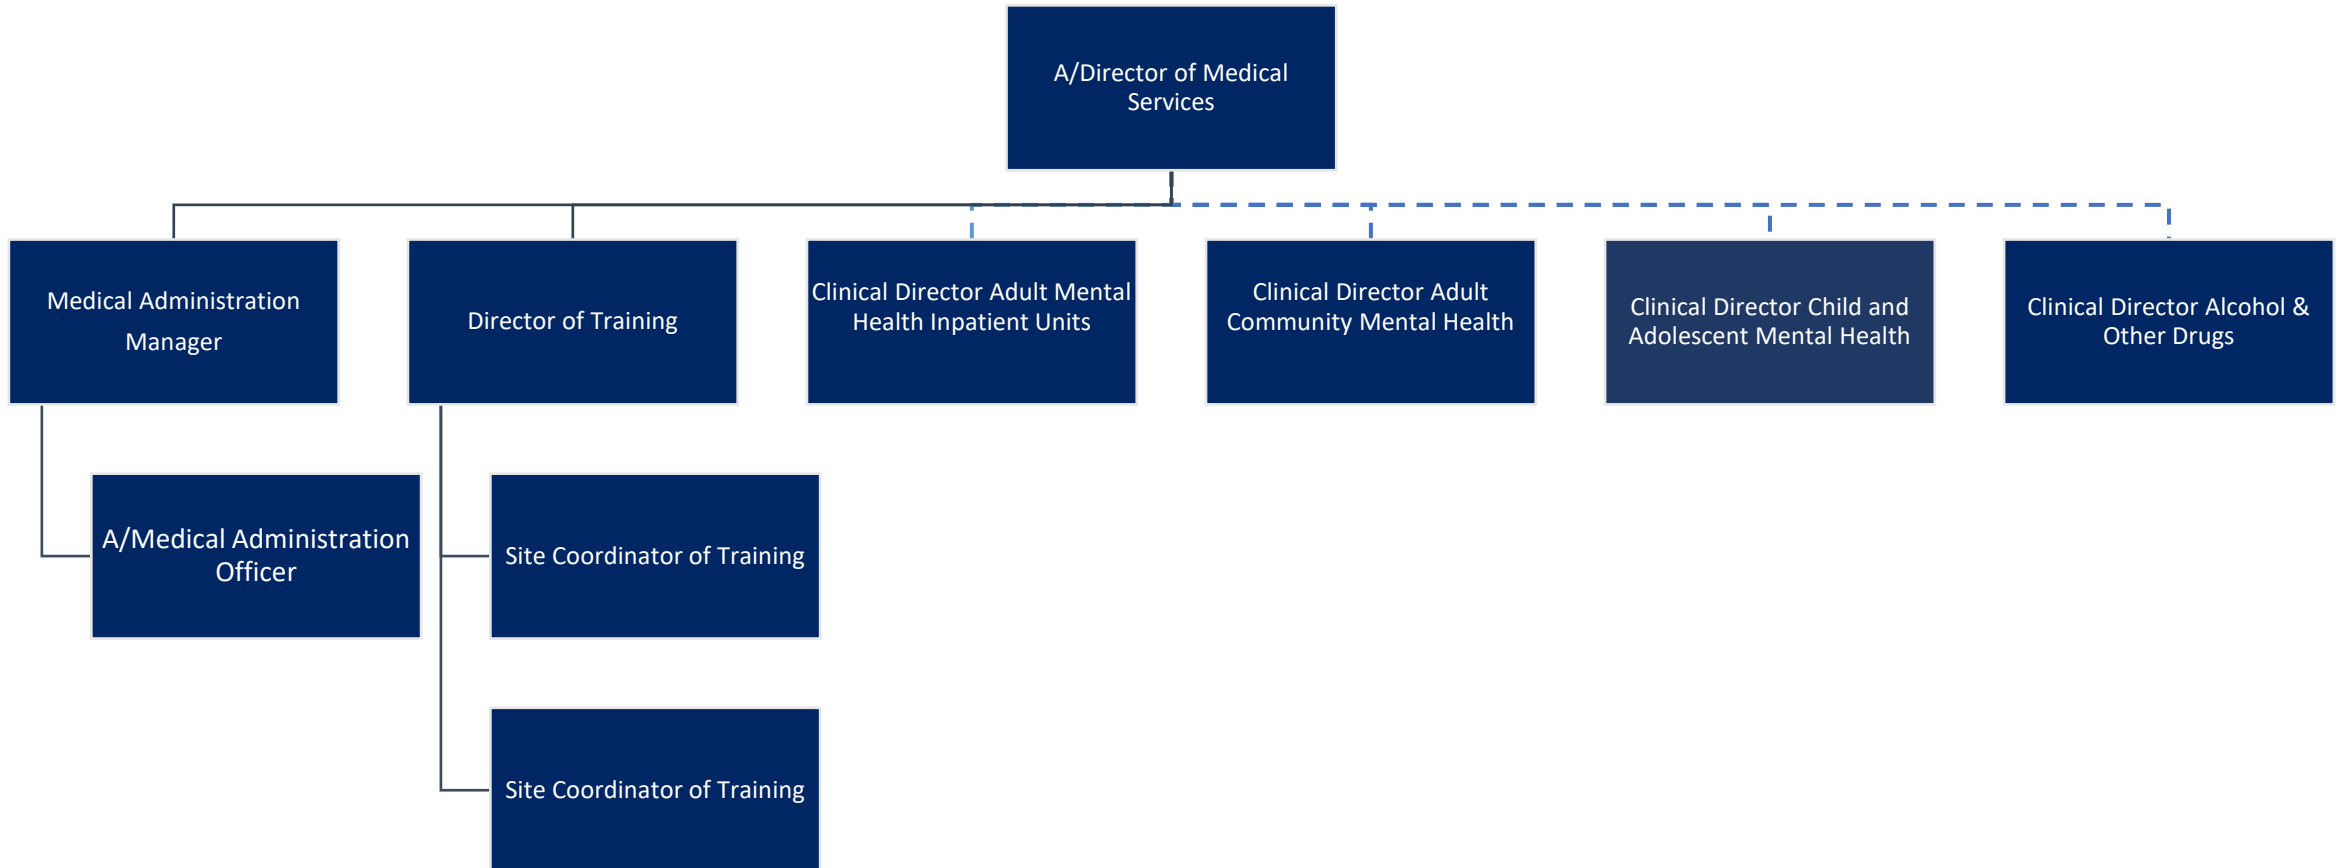 A/Director of Medical
Services
Medical Administration
Manager
Director of Training
Clinical Director Adult Mental
Health Inpatient Units
Clinical Director Adult
Community Mental Health
Clinical Director Child and
Adolescent Mental Health
Clinical Director Alcohol &
Other Drugs
A/Medical Administration
Officer
Site Coordinator of Training
Site Coordinator of Training